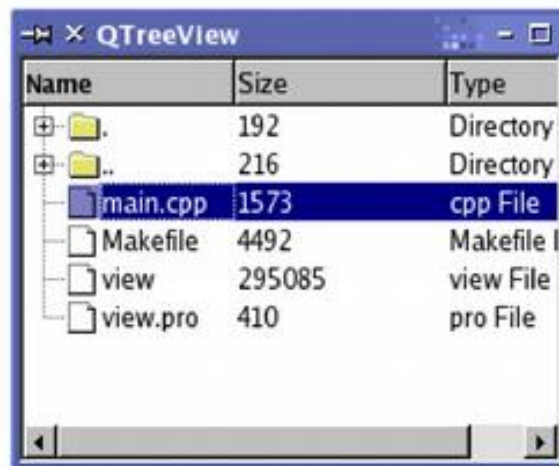 QTreeView
Name Size Type
. 192 Directory
.. 216 Directory
main.cpp 1573 cpp File
Makefile 4492 Makefile
view 295085 view File
view.pro 410 pro File